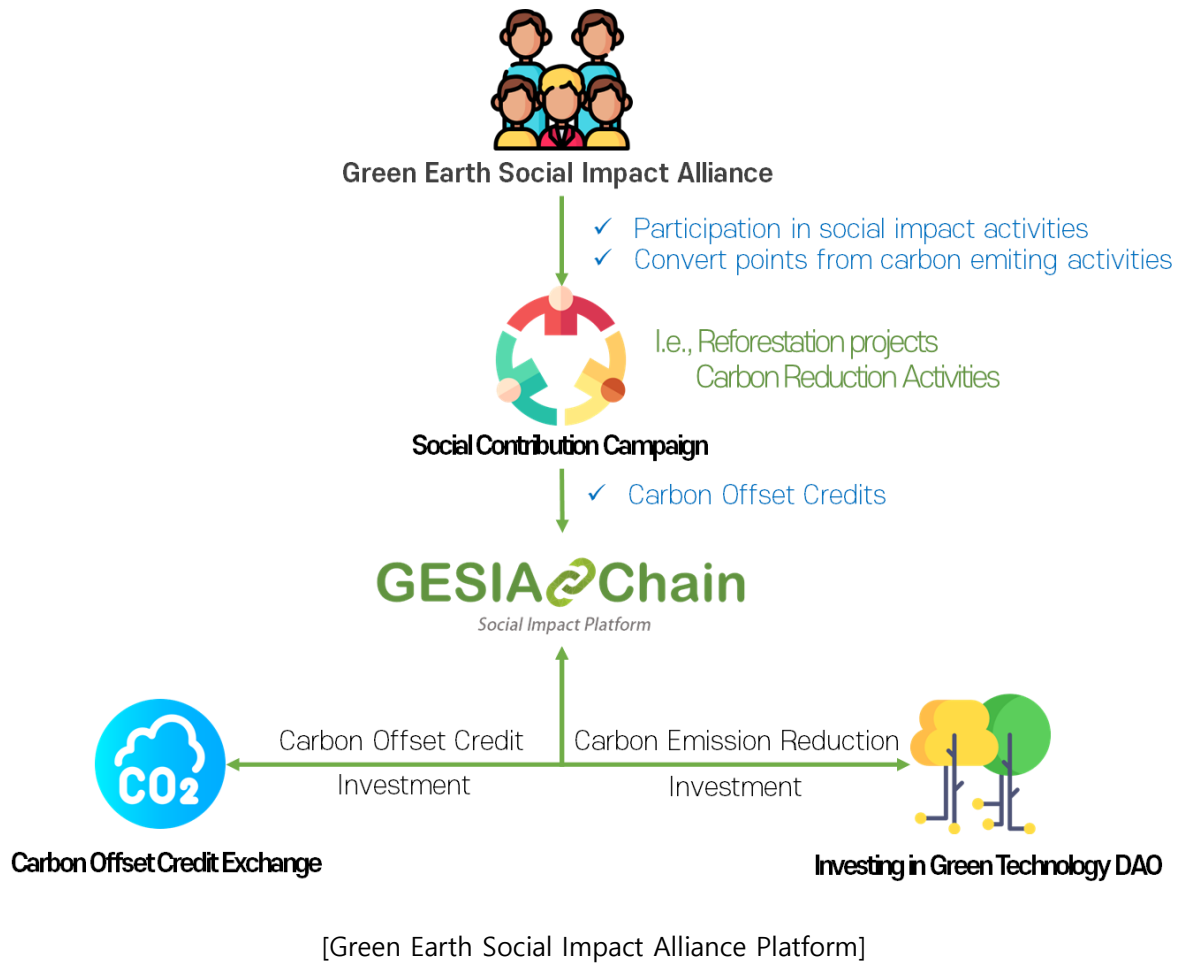 Green Earth Social Impact Alliance
✓ Participation in social impact activities
✓ Convert points from carbon emiting activities
I.e., Reforestation projects
Carbon Reduction Activities
Social Contribution Campaign
✓ Carbon Offset Credits
GESIA Chain
Social Impact Platform
Carbon Offset Credit
Investment
Carbon Emission Reduction
Investment
CO2
Carbon Offset Credit Exchange
Investing in Green Technology DAO
[Green Earth Social Impact Alliance Platform]